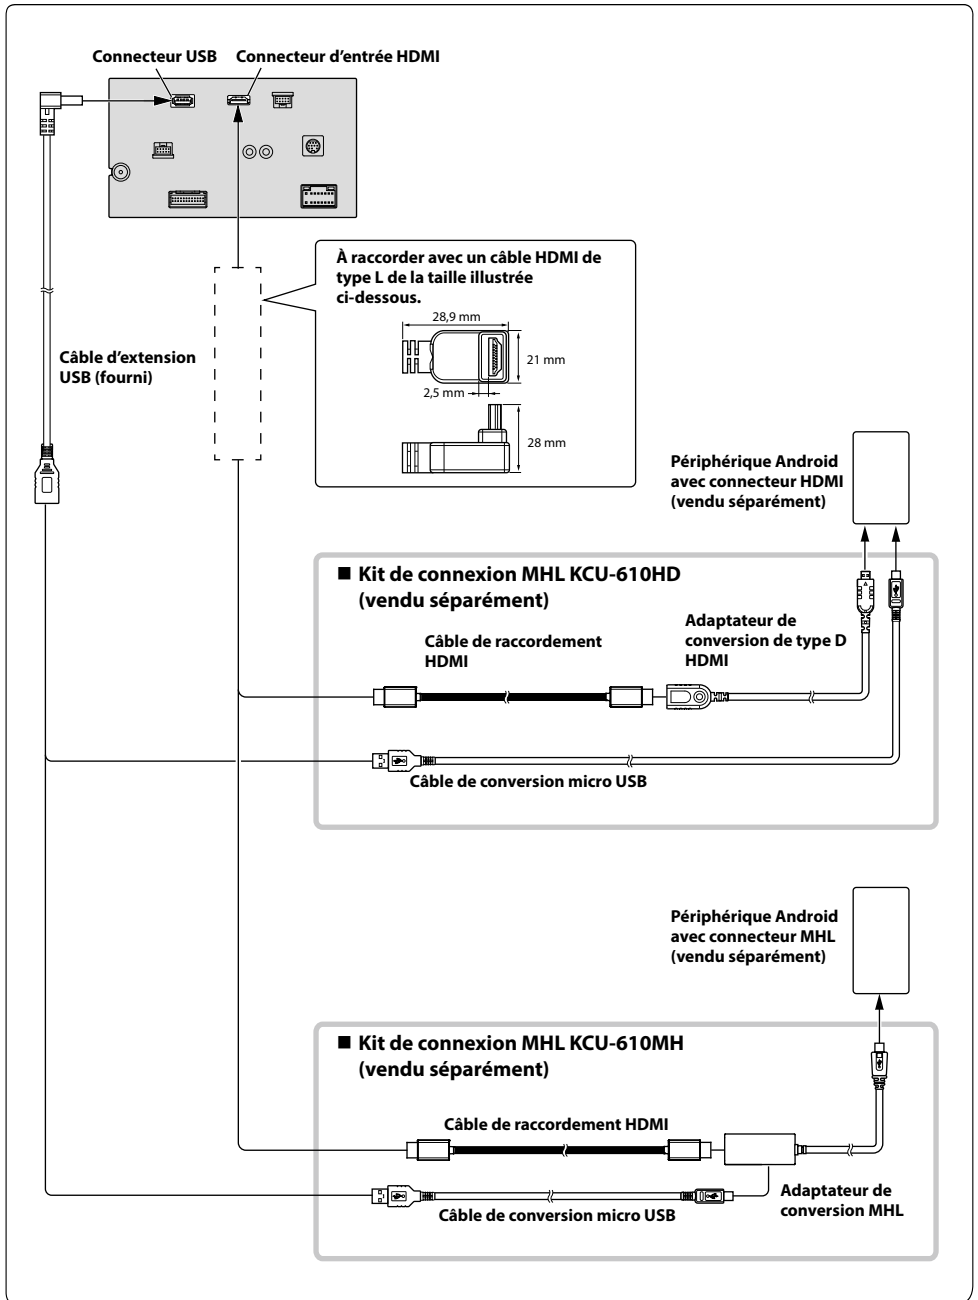 Connecteur USB
Connecteur d'entrée HDMI
À raccorder avec un câble HDMI de
type L de la taille illustrée
ci-dessous.
28,9 mm
21 mm
2,5 mm
28 mm
Câble d'extension
USB (fourni)
Périphérique Android
avec connecteur HDMI
(vendu séparément)
■ Kit de connexion MHL KCU-610HD
(vendu séparément)
Câble de raccordement
HDMI
Adaptateur de
conversion de type D
HDMI
Câble de conversion micro USB
Périphérique Android
avec connecteur MHL
(vendu séparément)
■ Kit de connexion MHL KCU-610MH
(vendu séparément)
Câble de raccordement HDMI
Câble de conversion micro USB
Adaptateur de
conversion MHL